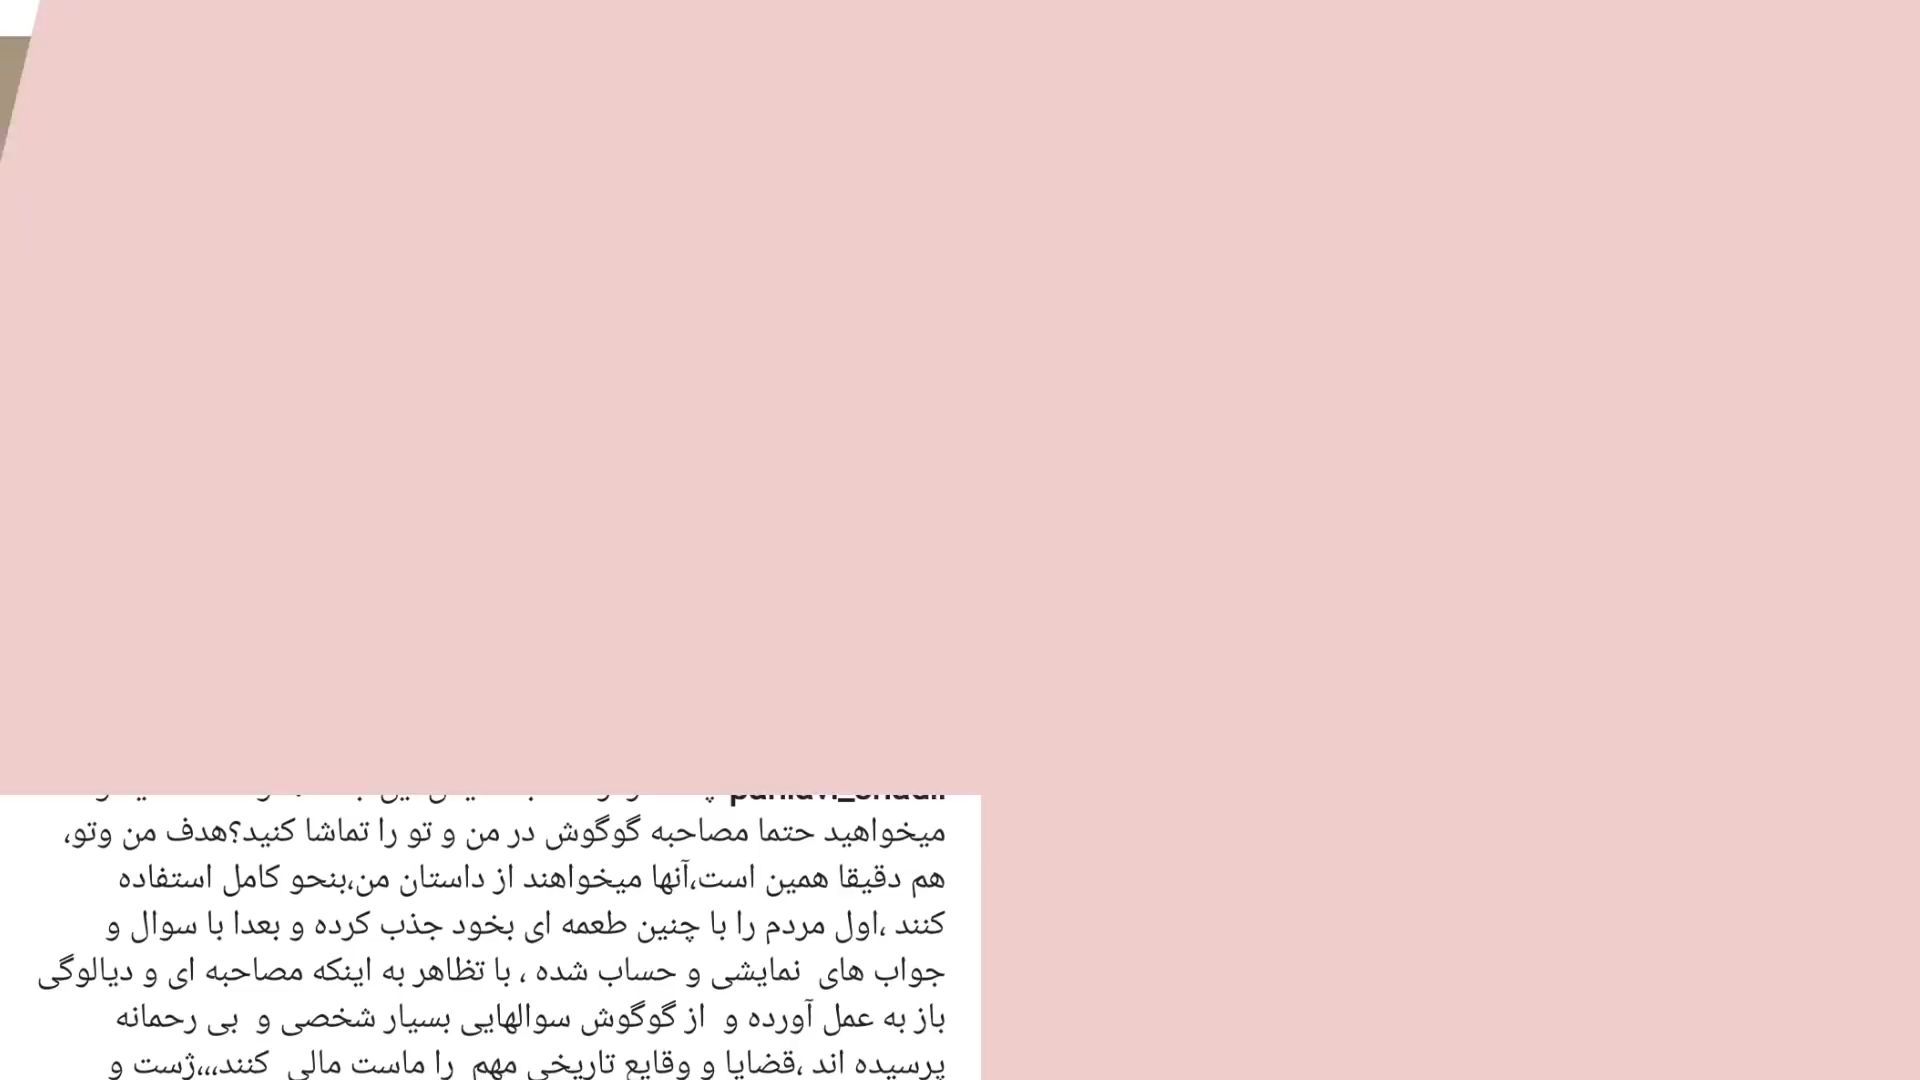 میخواهید حتما مصاحبه گوگوش در من و تو را تماشا کنید؟هدف من وتو،
هم دقیقا همین است،آنها میخواهند از داستان من،بنحو کامل استفاده
کنند ،اول مردم را با چنین طعمه ای بخود جذب کرده و بعدا با سوال و
جواب های  نمایشی و حساب شده ، با تظاهر به اینکه مصاحبه ای و دیالوگی
باز به عمل آورده و  از گوگوش سوالهایی بسیار شخصی و  بی رحمانه
پرسیده اند ،قضایا و وقایع تاریخی مهم  را ماست مالی  کنند،،،ژست و